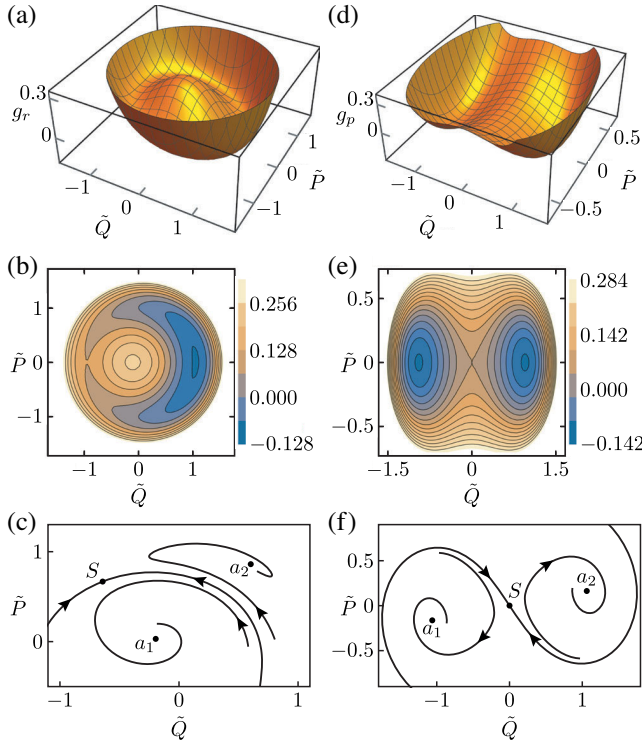 (a)
0.3
g_r
0
−1
0
1
Q̃
−1
0
1
P̃
(d)
0.3
g_p
0
−1
0
1
Q̃
−0.5
0
0.5
P̃
(b)
1
0
−1
P̃
−1 0 1
Q̃
0.256
0.128
0.000
−0.128
(e)
0.5
0
−0.5
P̃
−1.5 0 1.5
Q̃
0.284
0.142
0.000
−0.142
(c)
1
0
P̃
S
a_2
a_1
−1 0 1
Q̃
(f)
0.5
0
−0.5
P̃
S
a_2
a_1
−1 0 1
Q̃